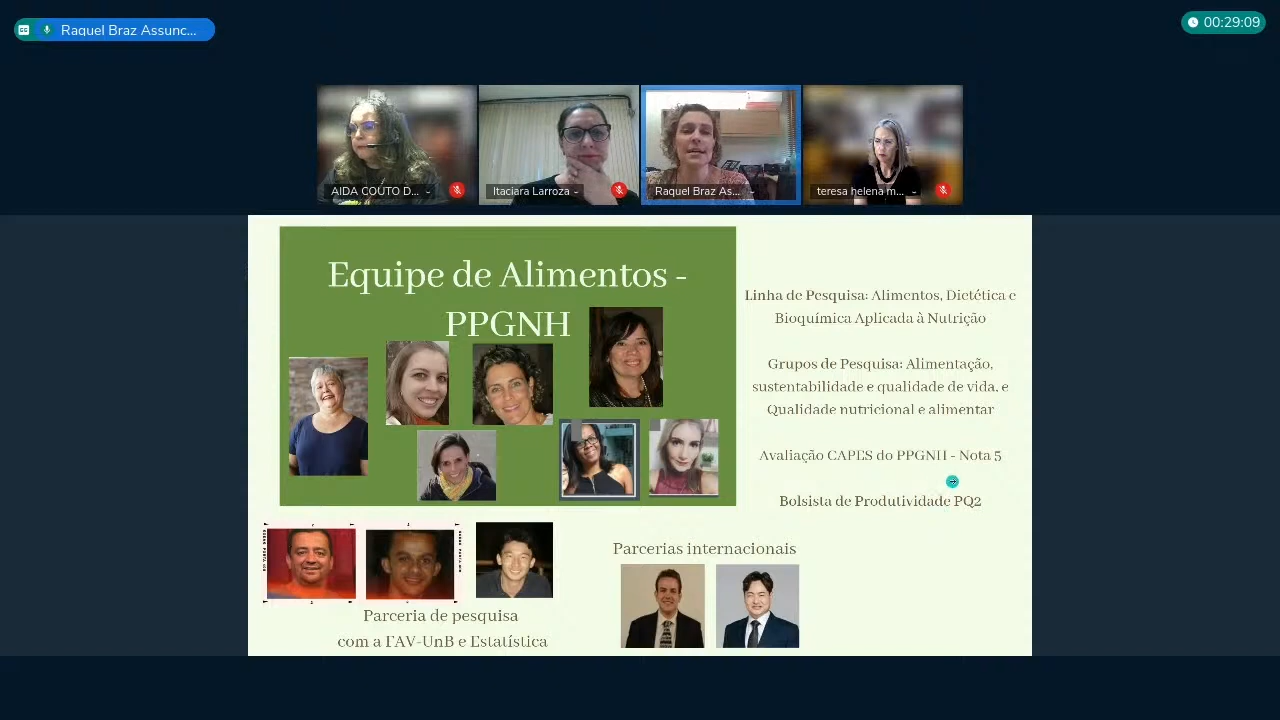 Raquel Braz Assunc...
00:29:09
AIDA COUTO D...
Itaciara Larroza
Raquel Braz As...
teresa helena m...
Equipe de Alimentos -
PPGNH
Linha de Pesquisa: Alimentos, Dietética e
Bioquímica Aplicada à Nutrição
Grupos de Pesquisa: Alimentação,
sustentabilidade e qualidade de vida, e
Qualidade nutricional e alimentar
Avaliação CAPES do PPGNH - Nota 5
Bolsista de Produtividade PQ2
Parceria de pesquisa
com a FAV-UnB e Estatística
Parcerias internacionais